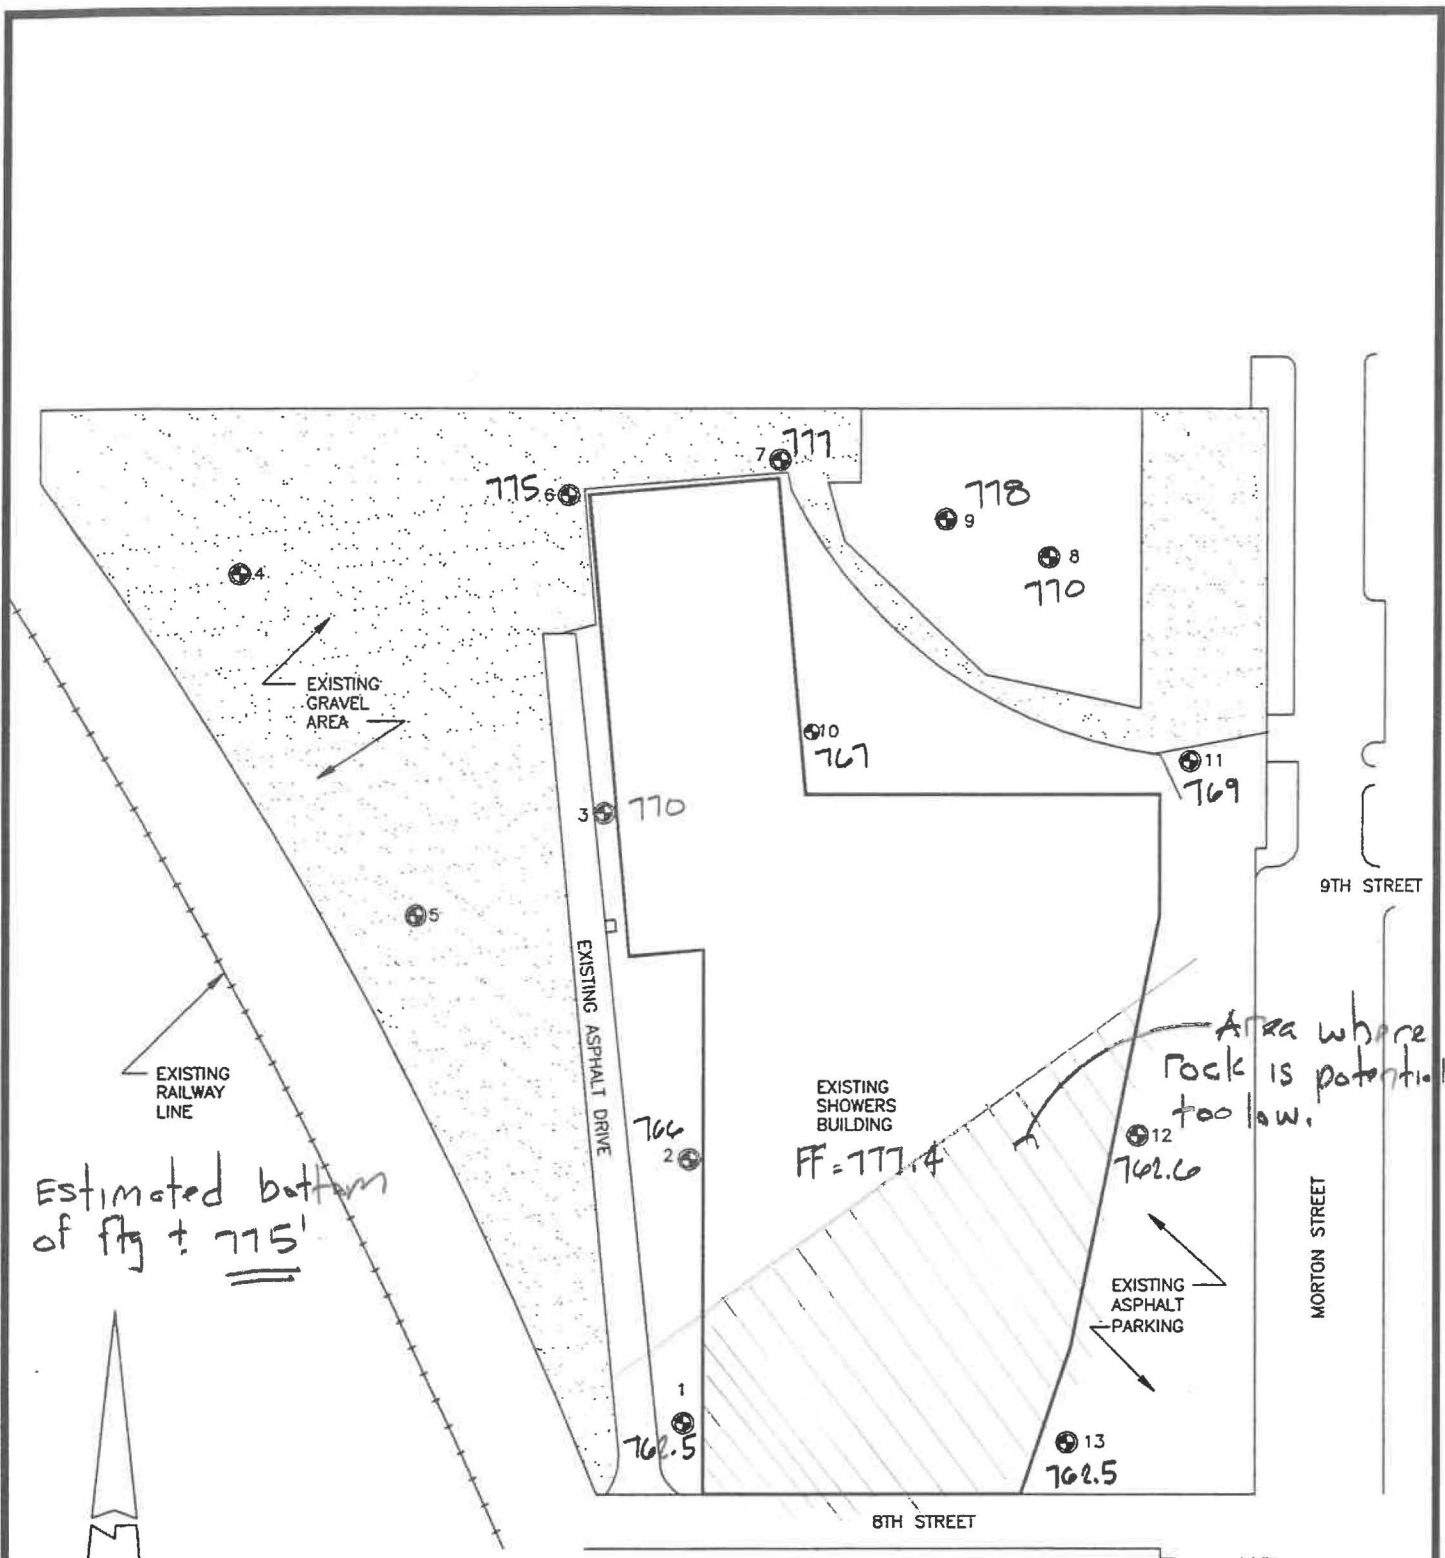 7 777
775 6
9 778
8
770
4
EXISTING
GRAVEL
AREA
10
767
11
769
3 770
9TH STREET
5
EXISTING ASPHALT DRIVE
EXISTING
RAILWAY
LINE
Area where
rock is
too low.
EXISTING
SHOWERS
BUILDING
FF = 777.4
12
762.6
766
2
Estimated bottom
of ftg ± 775'
MORTON STREET
EXISTING
ASPHALT
PARKING
1
762.5
13
762.5
8TH STREET
N